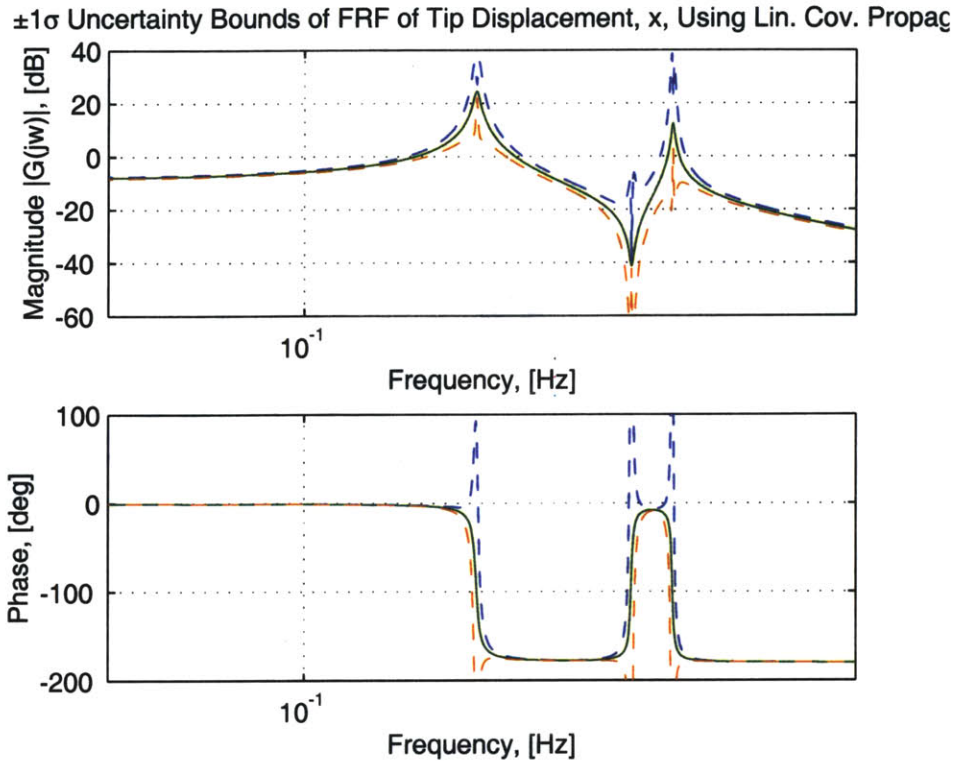 ±1σ Uncertainty Bounds of FRF of Tip Displacement, x, Using Lin. Cov. Propag
Magnitude |G(jw)|, [dB]
40
20
0
-20
-40
-60
10⁻¹
Frequency, [Hz]
Phase, [deg]
100
0
-100
-200
10⁻¹
Frequency, [Hz]